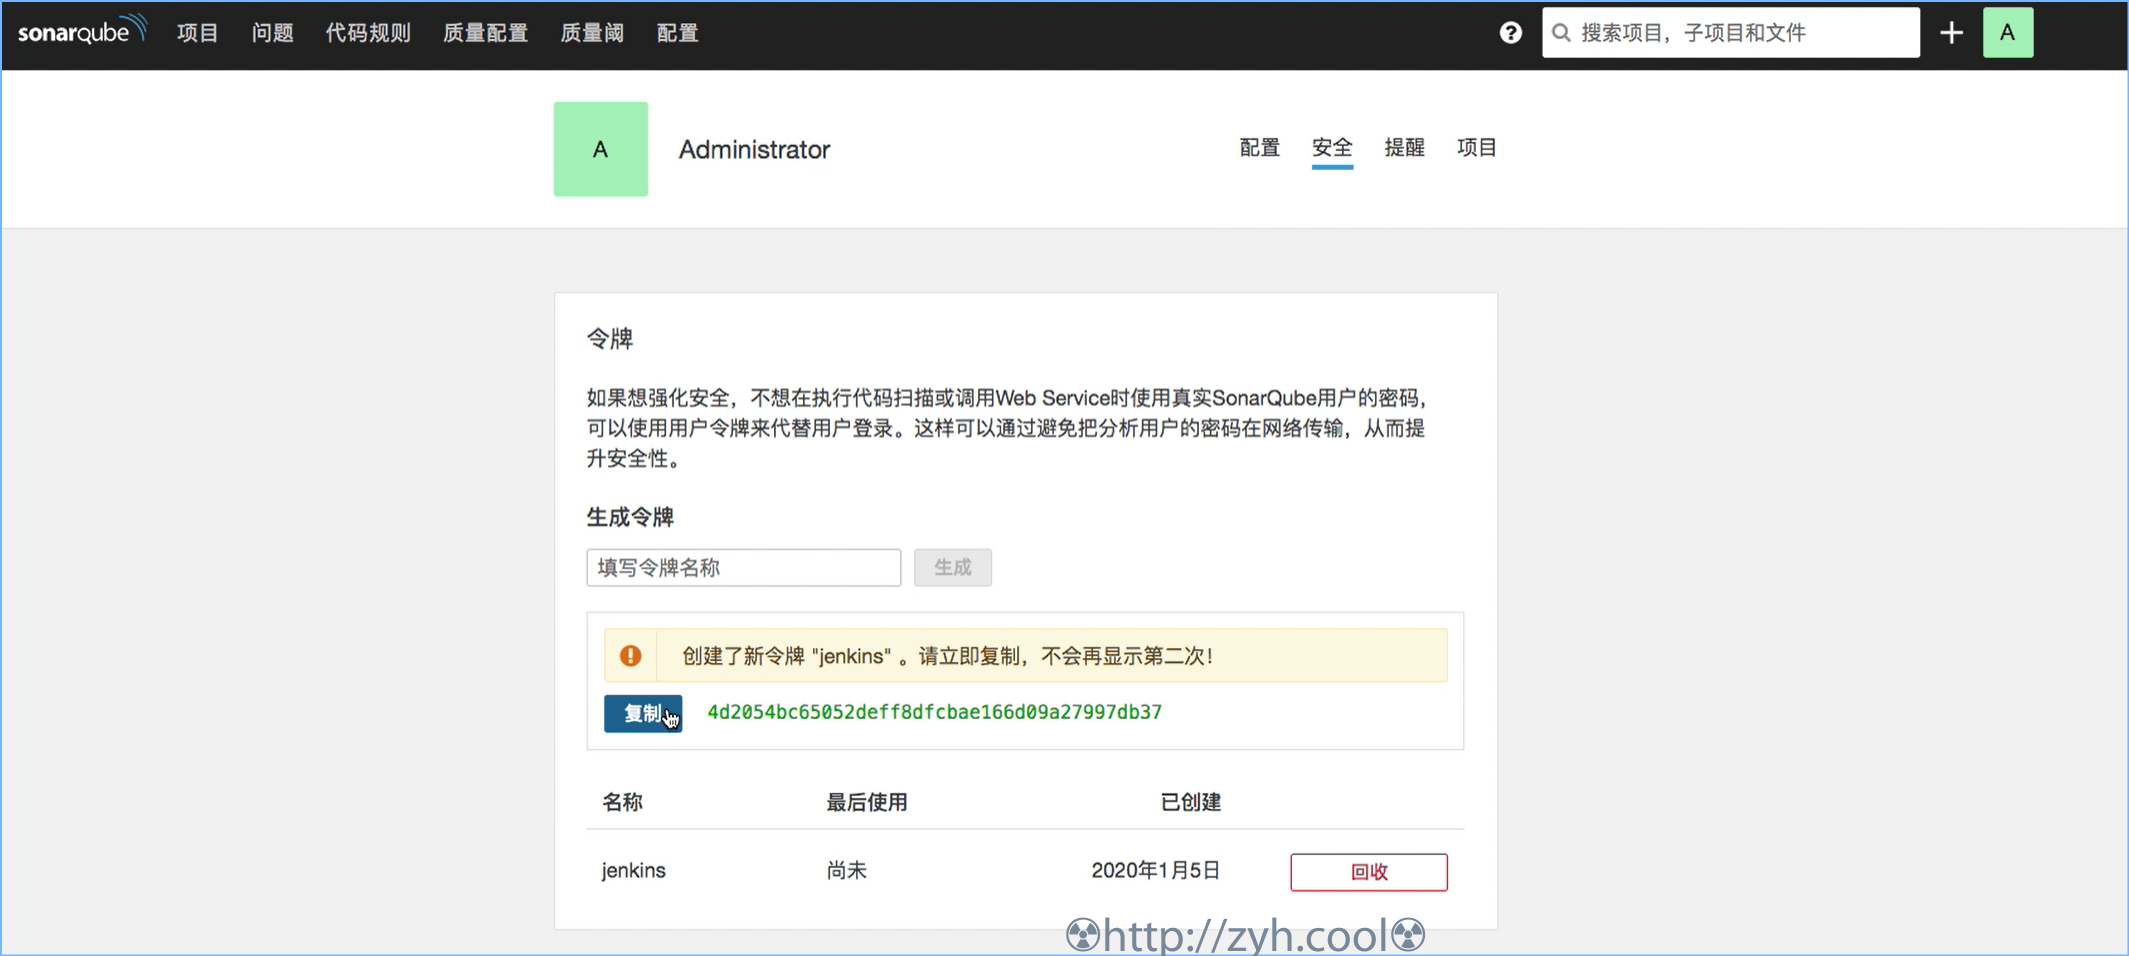 sonarqube 项目 问题 代码规则 质量配置 质量阈 配置 ? 搜索项目，子项目和文件 + A
A Administrator 配置 安全 提醒 项目
令牌
如果想强化安全，不想在执行代码扫描或调用Web Service时使用真实SonarQube用户的密码，
可以使用用户令牌来代替用户登录。这样可以通过避免把分析用户的密码在网络传输，从而提
升安全性。
生成令牌
填写令牌名称 生成
创建了新令牌 "jenkins" 。请立即复制，不会再显示第二次！
复制 4d2054bc65052deff8dfcbae166d09a27997db37
名称 最后使用 已创建
jenkins 尚未 2020年1月5日 回收
☢http://zyh.cool☢